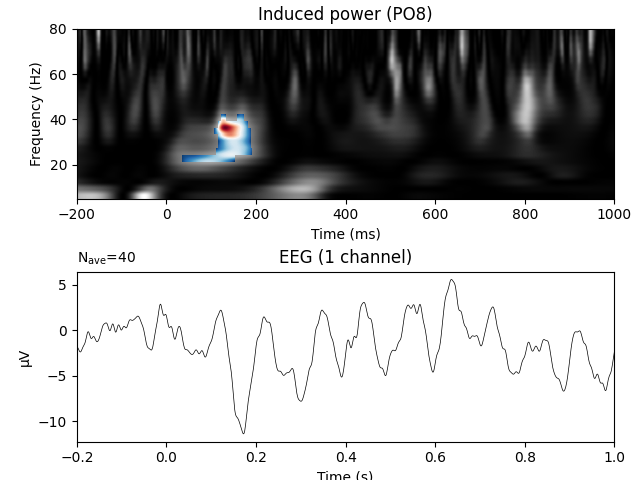 Induced power (PO8)
80
60
40
20
Frequency (Hz)
−200 0 200 400 600 800 1000
Time (ms)
Nave=40
EEG (1 channel)
5
0
−5
−10
µV
−0.2 0.0 0.2 0.4 0.6 0.8 1.0
Time (s)